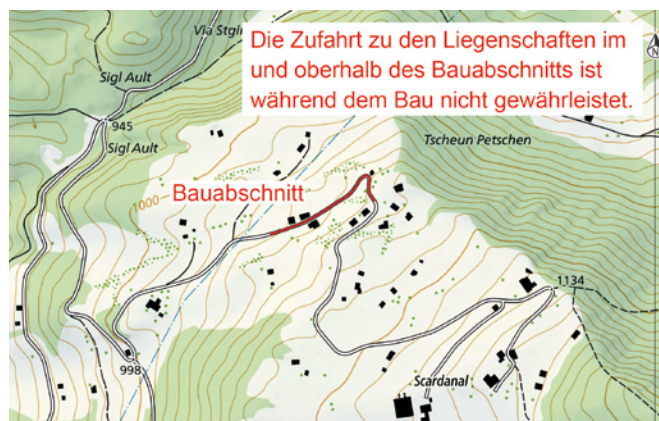 Via Stgir
Die Zufahrt zu den Liegenschaften im
und oberhalb des Bauabschnitts ist
während dem Bau nicht gewährleistet.
N
Sigl Ault
945
Sigl Ault
Tscheun Petschen
1000
Bauabschnitt
1134
998
Scardanal